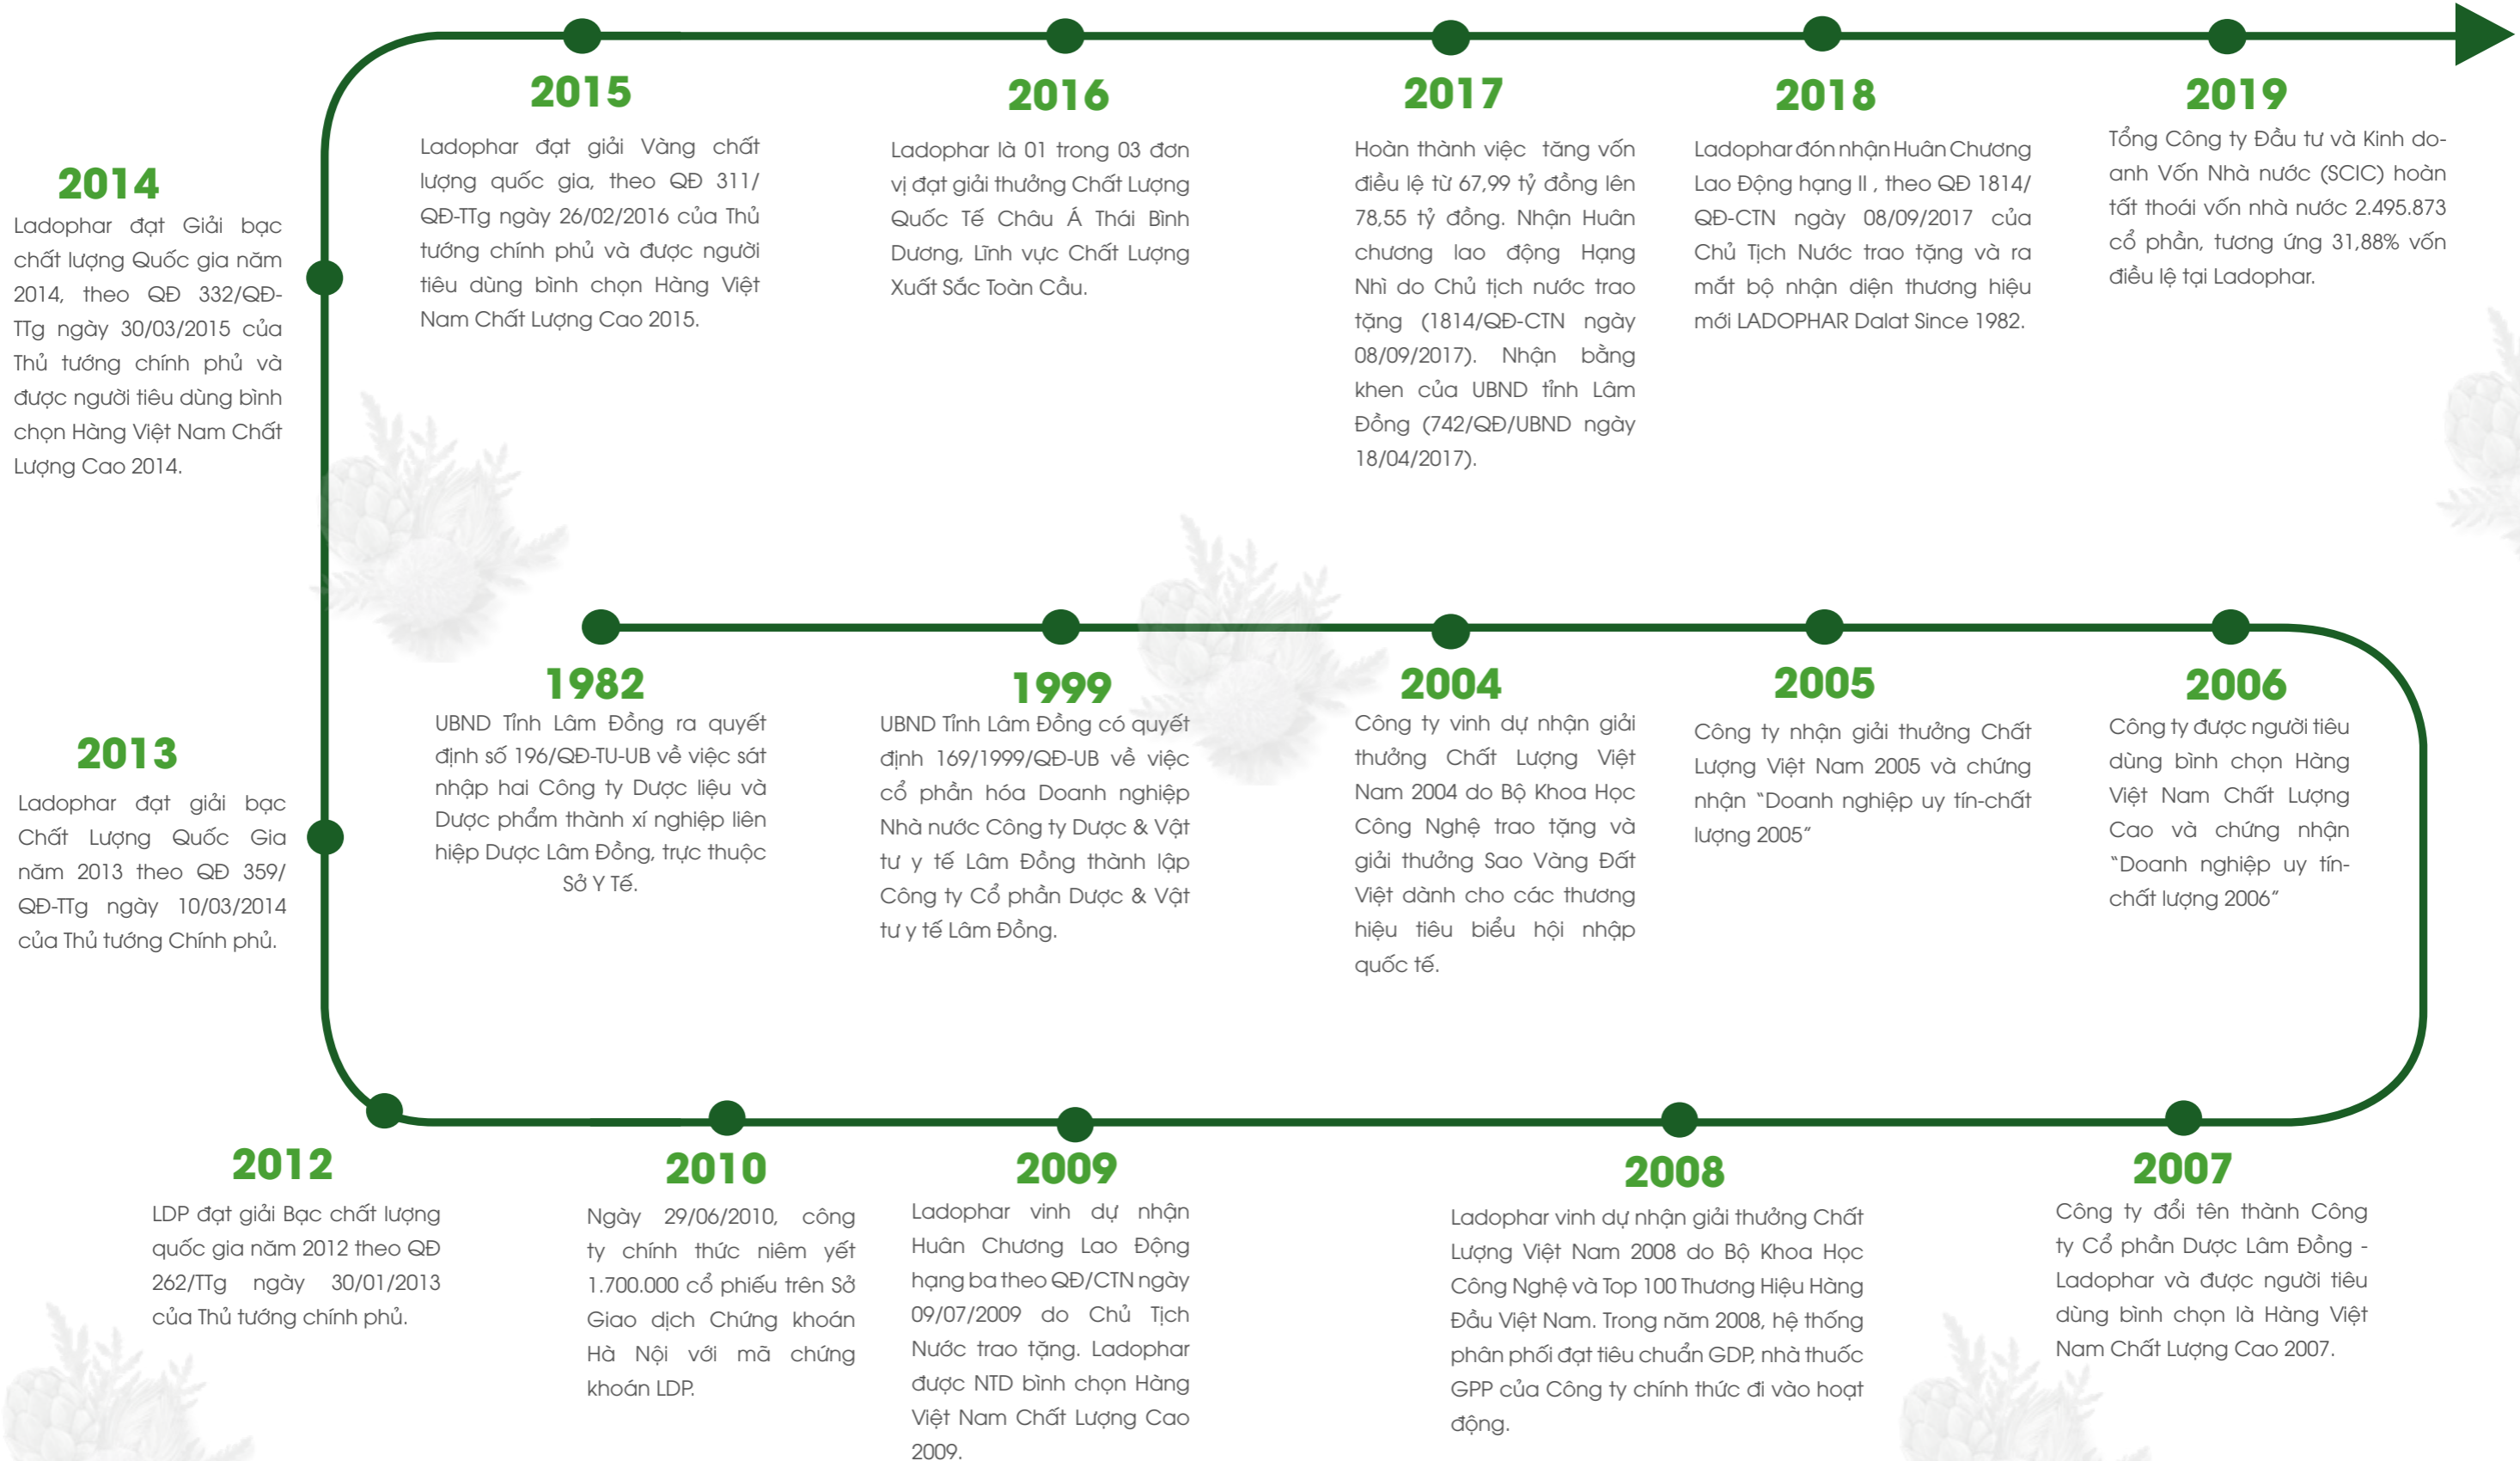 2015
Ladophar đạt giải Vàng chất
lượng quốc gia, theo QĐ 311/
QĐ-TTg ngày 26/02/2016 của Thủ
tướng chính phủ và được người
tiêu dùng bình chọn Hàng Việt
Nam Chất Lượng Cao 2015.
2016
Ladophar là 01 trong 03 đơn
vị đạt giải thưởng Chất Lượng
Quốc Tế Châu Á Thái Bình
Dương, Lĩnh vực Chất Lượng
Xuất Sắc Toàn Cầu.
2017
Hoàn thành việc tăng vốn
điều lệ từ 67,99 tỷ đồng lên
78,55 tỷ đồng. Nhận Huân
chương lao động Hạng
Nhì do Chủ tịch nước trao
tặng (1814/QĐ-CTN ngày
08/09/2017). Nhận bằng
khen của UBND tỉnh Lâm
Đồng (742/QĐ/UBND ngày
18/04/2017).
2018
Ladophar đón nhận Huân Chương
Lao Động hạng II , theo QĐ 1814/
QĐ-CTN ngày 08/09/2017 của
Chủ Tịch Nước trao tặng và ra
mắt bộ nhận diện thương hiệu
mới LADOPHAR Dalat Since 1982.
2019
Tổng Công ty Đầu tư và Kinh do-
anh Vốn Nhà nước (SCIC) hoàn
tất thoái vốn nhà nước 2.495.873
cổ phần, tương ứng 31,88% vốn
điều lệ tại Ladophar.
2014
Ladophar đạt Giải bạc
chất lượng Quốc gia năm
2014, theo QĐ 332/QĐ-
TTg ngày 30/03/2015 của
Thủ tướng chính phủ và
được người tiêu dùng bình
chọn Hàng Việt Nam Chất
Lượng Cao 2014.
1982
UBND Tỉnh Lâm Đồng ra quyết
định số 196/QĐ-TU-UB về việc sát
nhập hai Công ty Dược liệu và
Dược phẩm thành xí nghiệp liên
hiệp Dược Lâm Đồng, trực thuộc
Sở Y Tế.
1999
UBND Tỉnh Lâm Đồng có quyết
định 169/1999/QĐ-UB về việc
cổ phần hóa Doanh nghiệp
Nhà nước Công ty Dược & Vật
tư y tế Lâm Đồng thành lập
Công ty Cổ phần Dược & Vật
tư y tế Lâm Đồng.
2004
Công ty vinh dự nhận giải
thưởng Chất Lượng Việt
Nam 2004 do Bộ Khoa Học
Công Nghệ trao tặng và
giải thưởng Sao Vàng Đất
Việt dành cho các thương
hiệu tiêu biểu hội nhập
quốc tế.
2005
Công ty nhận giải thưởng Chất
Lượng Việt Nam 2005 và chứng
nhận “Doanh nghiệp uy tín-chất
lượng 2005”
2006
Công ty được người tiêu
dùng bình chọn Hàng
Việt Nam Chất Lượng
Cao và chứng nhận
“Doanh nghiệp uy tín-
chất lượng 2006”
2013
Ladophar đạt giải bạc
Chất Lượng Quốc Gia
năm 2013 theo QĐ 359/
QĐ-TTg ngày 10/03/2014
của Thủ tướng Chính phủ.
2012
LDP đạt giải Bạc chất lượng
quốc gia năm 2012 theo QĐ
262/TTg ngày 30/01/2013
của Thủ tướng chính phủ.
2010
Ngày 29/06/2010, công
ty chính thức niêm yết
1.700.000 cổ phiếu trên Sở
Giao dịch Chứng khoán
Hà Nội với mã chứng
khoán LDP.
2009
Ladophar vinh dự nhận
Huân Chương Lao Động
hạng ba theo QĐ/CTN ngày
09/07/2009 do Chủ Tịch
Nước trao tặng. Ladophar
được NTD bình chọn Hàng
Việt Nam Chất Lượng Cao
2009.
2008
Ladophar vinh dự nhận giải thưởng Chất
Lượng Việt Nam 2008 do Bộ Khoa Học
Công Nghệ và Top 100 Thương Hiệu Hàng
Đầu Việt Nam. Trong năm 2008, hệ thống
phân phối đạt tiêu chuẩn GDP, nhà thuốc
GPP của Công ty chính thức đi vào hoạt
động.
2007
Công ty đổi tên thành Công
ty Cổ phần Dược Lâm Đồng -
Ladophar và được người tiêu
dùng bình chọn là Hàng Việt
Nam Chất Lượng Cao 2007.